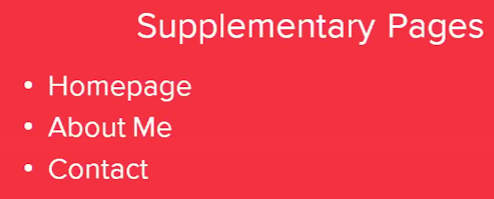 Supplementary Pages
• Homepage
• About Me
• Contact